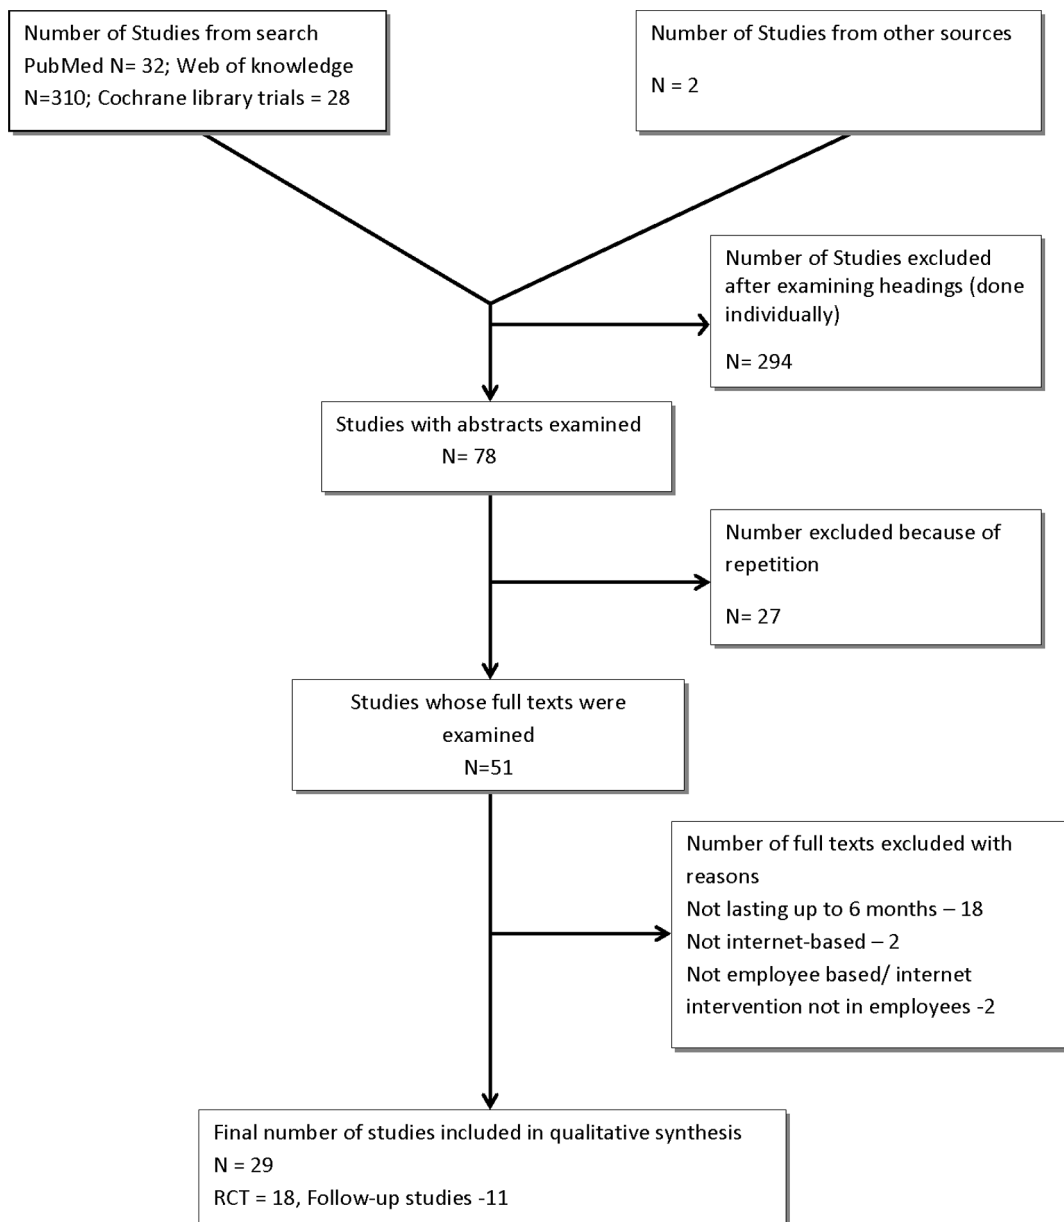 Number of Studies from search
PubMed N= 32; Web of knowledge
N=310; Cochrane library trials = 28
Number of Studies from other sources
N = 2
Number of Studies excluded
after examining headings (done
individually)
N= 294
Studies with abstracts examined
N= 78
Number excluded because of
repetition
N= 27
Studies whose full texts were
examined
N=51
Number of full texts excluded with
reasons
Not lasting up to 6 months – 18
Not internet-based – 2
Not employee based/ internet
intervention not in employees -2
Final number of studies included in qualitative synthesis
N = 29
RCT = 18, Follow-up studies -11